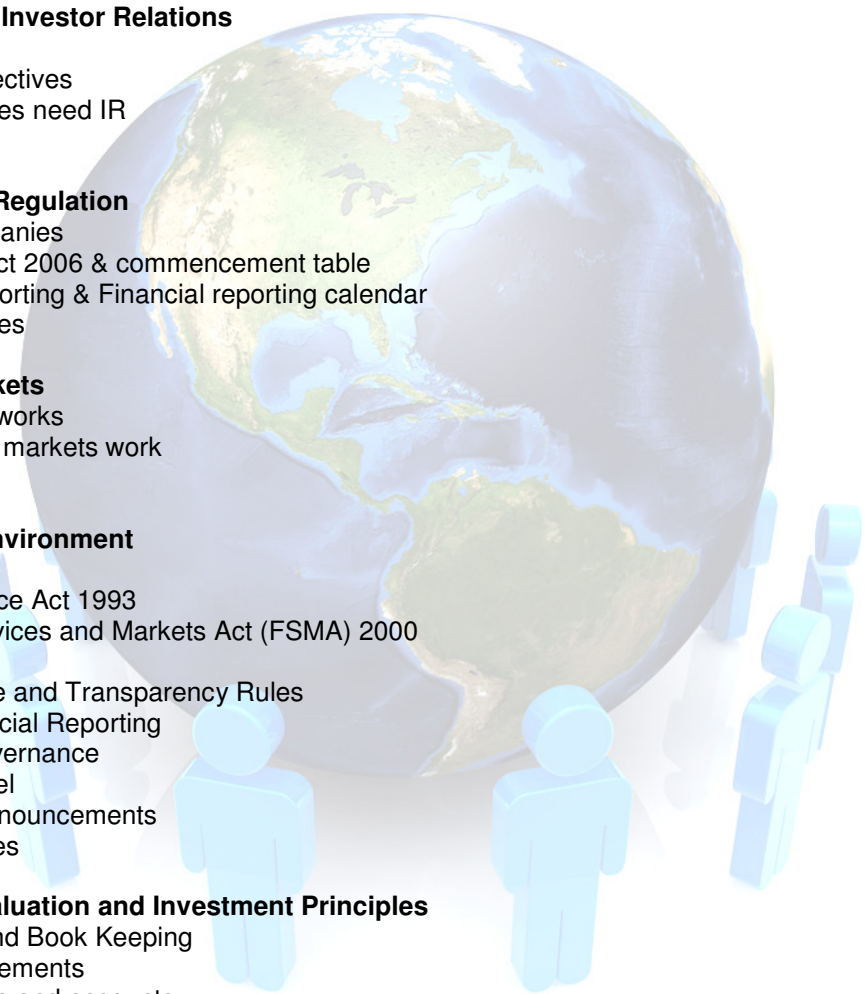 Investor Relations
ectives
es need IR
Regulation
anies
ct 2006 & commencement table
orting & Financial reporting calendar
es
kets
works
markets work
nvironment
ce Act 1993
vices and Markets Act (FSMA) 2000
e and Transparency Rules
cial Reporting
vernance
el
nouncements
es
aluation and Investment Principles
nd Book Keeping
ements